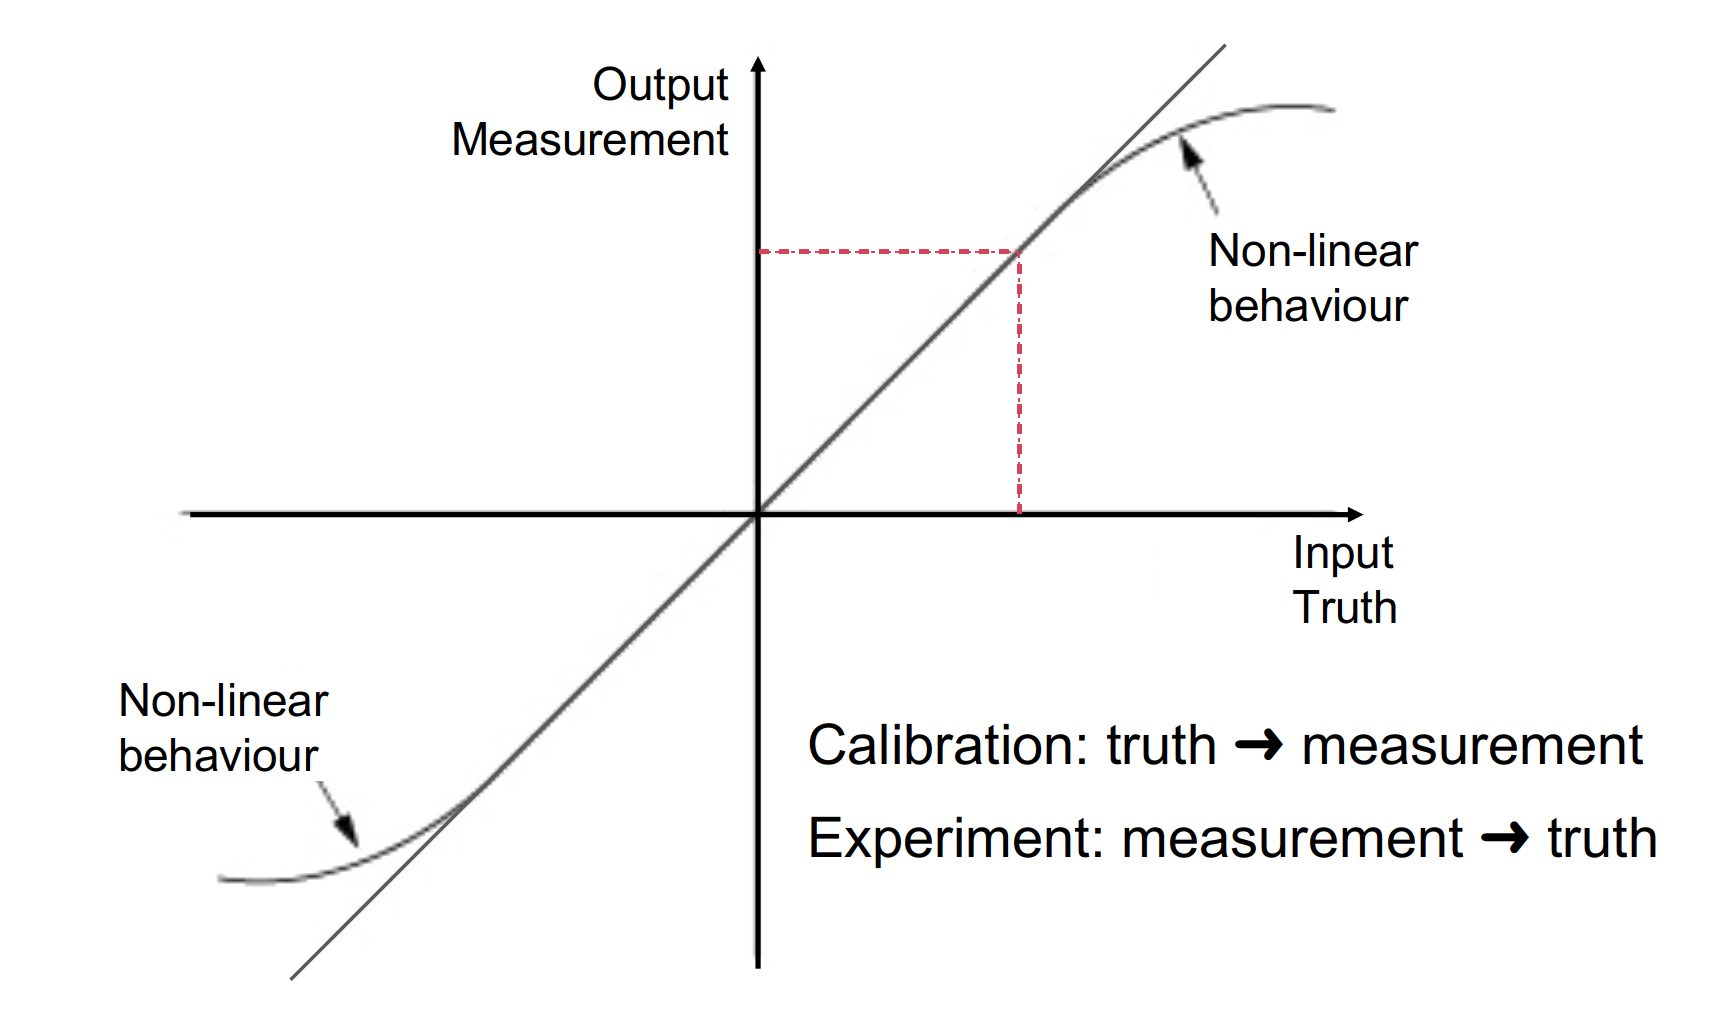 Output
Measurement
Non-linear
behaviour
Input
Truth
Non-linear
behaviour
Calibration: truth ➜ measurement
Experiment: measurement ➜ truth